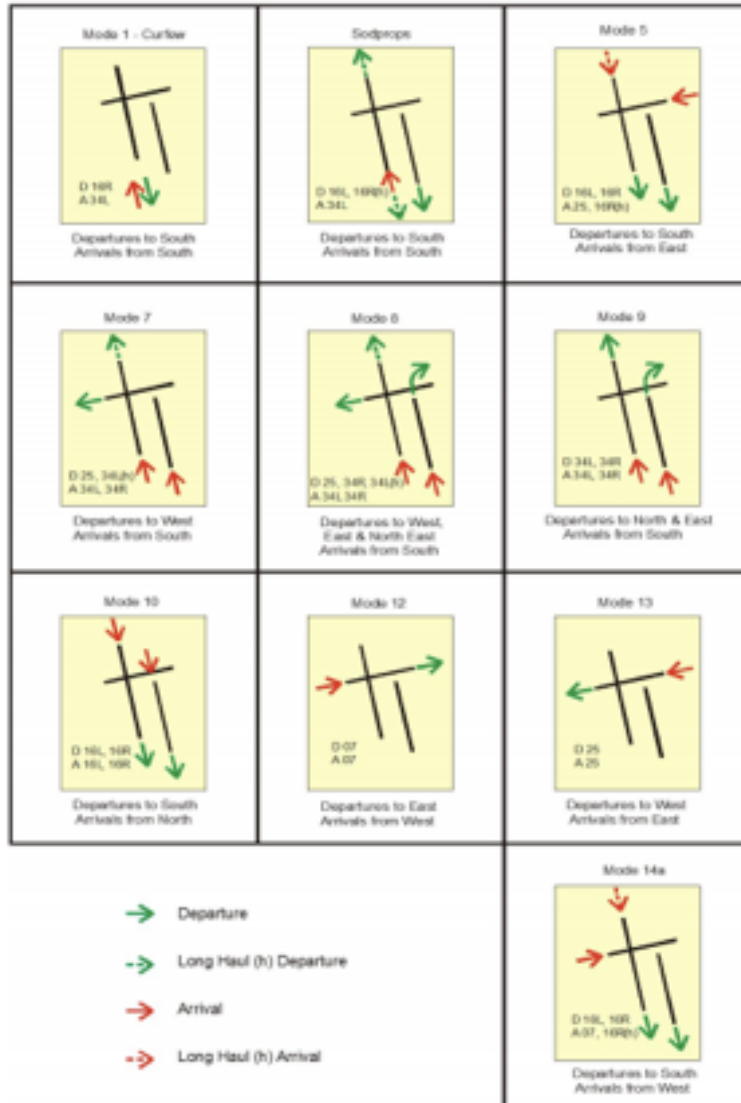 Mode 1 - Curfew
D 16R
A 34L
Departures to South
Arrivals from South
Sodprops
D 16L, 16R(h)
A 34L
Departures to South
Arrivals from South
Mode 5
D 16L, 16R
A 25, 16R(h)
Departures to South
Arrivals from East
Mode 7
D 25, 34L(h)
A 34L, 34R
Departures to West
Arrivals from South
Mode 8
D 25, 34R, 34L(h)
A 34L 34R
Departures to West,
East & North East
Arrivals from South
Mode 9
D 34L, 34R
A 34L, 34R
Departures to North & East
Arrivals from South
Mode 10
D 16L, 16R
A 16L, 16R
Departures to South
Arrivals from North
Mode 12
D 07
A 07
Departures to East
Arrivals from West
Mode 13
D 25
A 25
Departures to West
Arrivals from East
Departure
Long Haul (h) Departure
Arrival
Long Haul (h) Arrival
Mode 14a
D 16L, 16R
A 07, 16R(h)
Departures to South
Arrivals from West